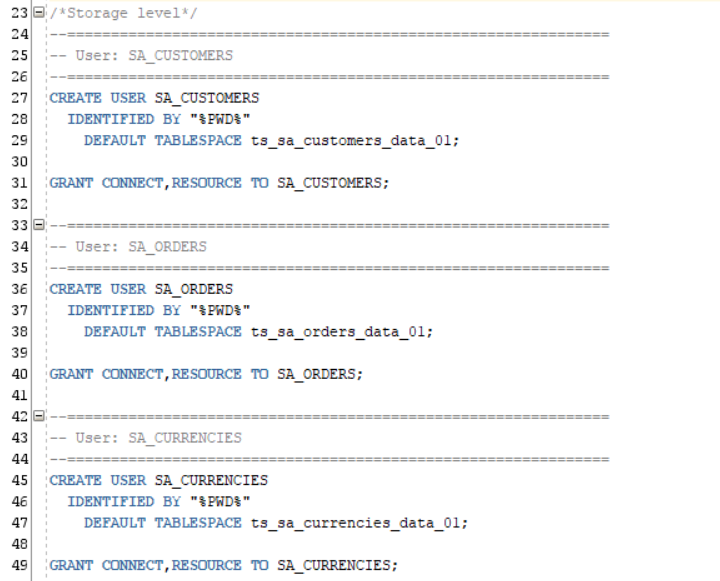 23 /*Storage level*/
24 --==============================================================
25 -- User: SA_CUSTOMERS
26 --==============================================================
27 CREATE USER SA_CUSTOMERS
28   IDENTIFIED BY "%PWD%"
29     DEFAULT TABLESPACE ts_sa_customers_data_01;
30
31 GRANT CONNECT,RESOURCE TO SA_CUSTOMERS;
32
33 --==============================================================
34 -- User: SA_ORDERS
35 --==============================================================
36 CREATE USER SA_ORDERS
37   IDENTIFIED BY "%PWD%"
38     DEFAULT TABLESPACE ts_sa_orders_data_01;
39
40 GRANT CONNECT,RESOURCE TO SA_ORDERS;
41
42 --==============================================================
43 -- User: SA_CURRENCIES
44 --==============================================================
45 CREATE USER SA_CURRENCIES
46   IDENTIFIED BY "%PWD%"
47     DEFAULT TABLESPACE ts_sa_currencies_data_01;
48
49 GRANT CONNECT,RESOURCE TO SA_CURRENCIES;